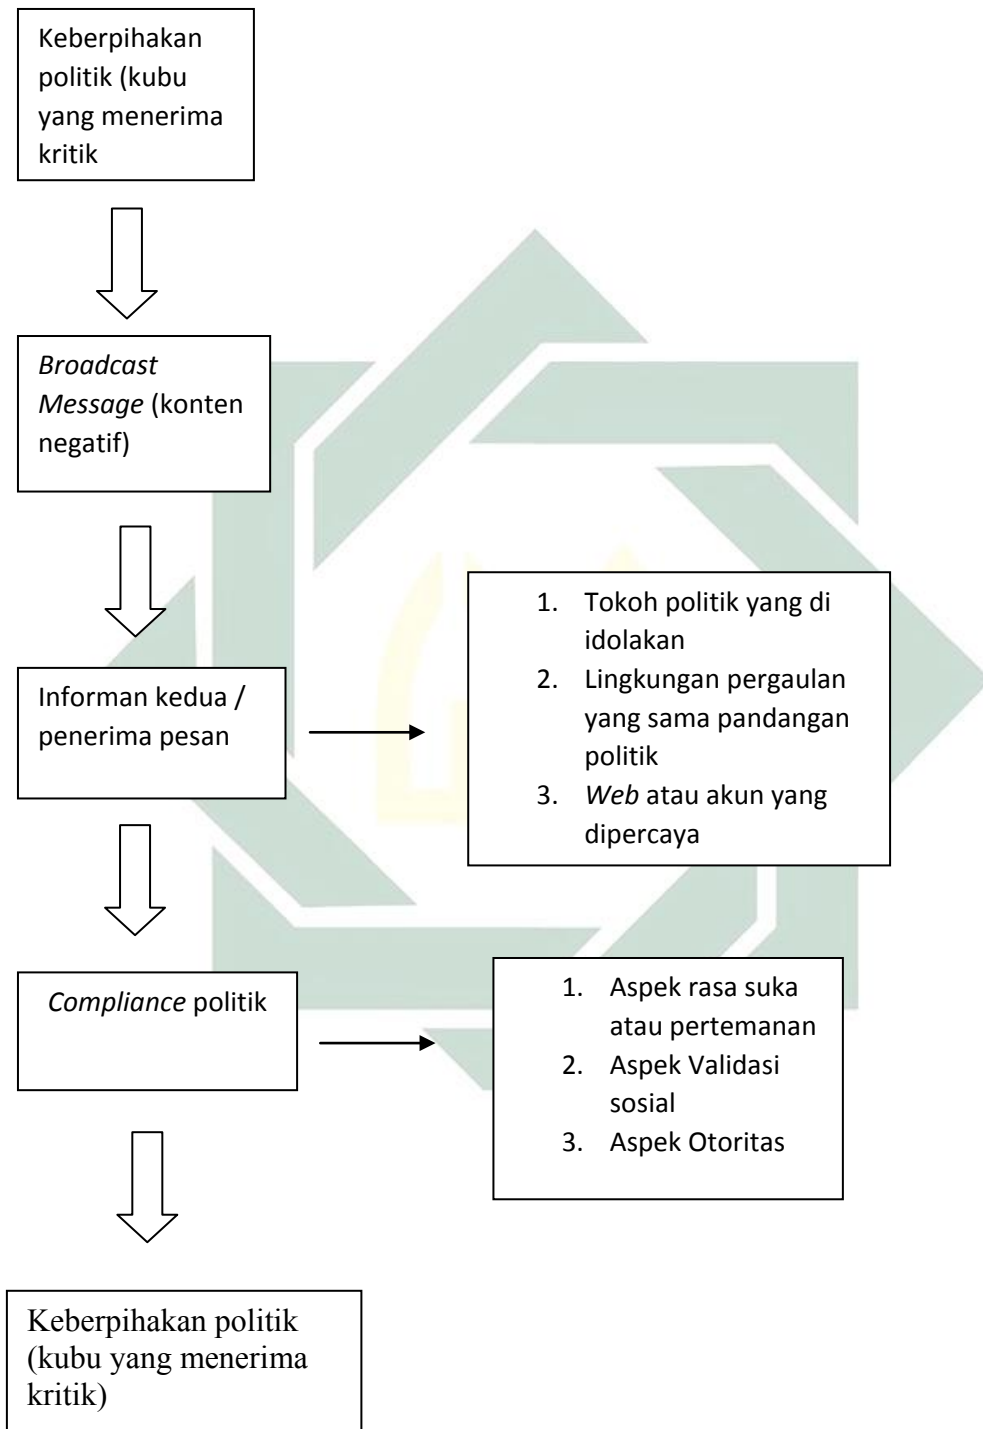 Keberpihakan
politik (kubu
yang menerima
kritik
Broadcast
Message (konten
negatif)
Informan kedua /
penerima pesan
1. Tokoh politik yang di
idolakan
2. Lingkungan pergaulan
yang sama pandangan
politik
3. Web atau akun yang
dipercaya
Compliance politik
1. Aspek rasa suka
atau pertemanan
2. Aspek Validasi
sosial
3. Aspek Otoritas
Keberpihakan politik
(kubu yang menerima
kritik)